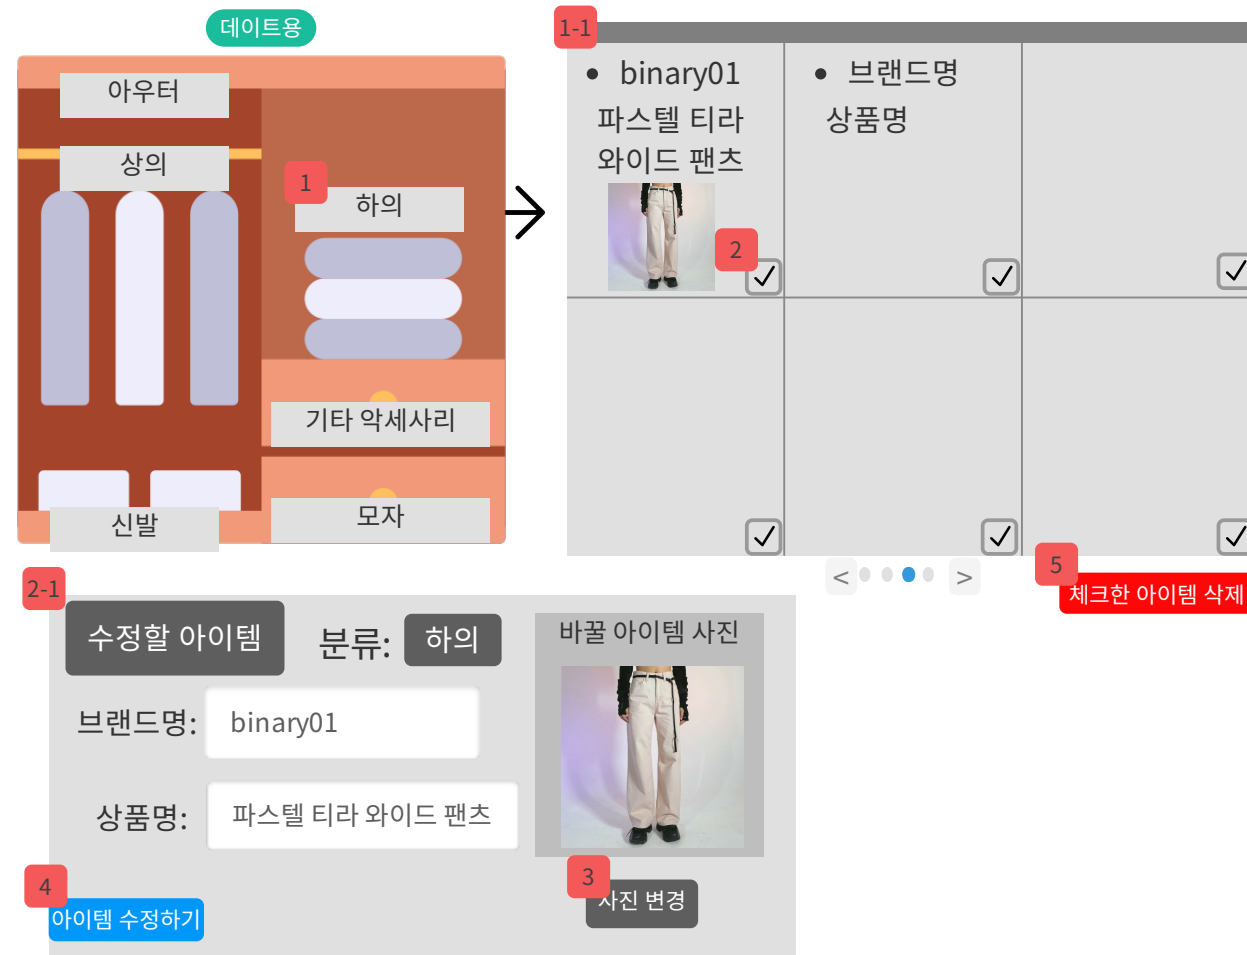 데이트용
아우터
상의
1
하의
기타 악세사리
신발
모자
1-1
• binary01
파스텔 티라
와이드 팬츠
2
• 브랜드명
상품명
< >
5
체크한 아이템 삭제
2-1
수정할 아이템
분류: 하의
브랜드명: binary01
상품명: 파스텔 티라 와이드 팬츠
바꿀 아이템 사진
3
사진 변경
4
아이템 수정하기